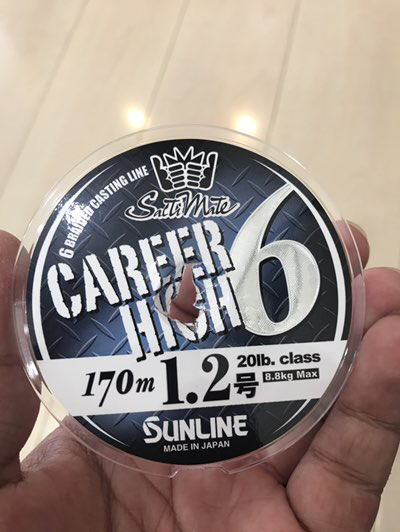 6 BRAIDED CASTING LINE
SaltiMate
CAREER
HIGH 6
170m 1.2号
20lb. class
8.8kg Max
SUNLINE
MADE IN JAPAN